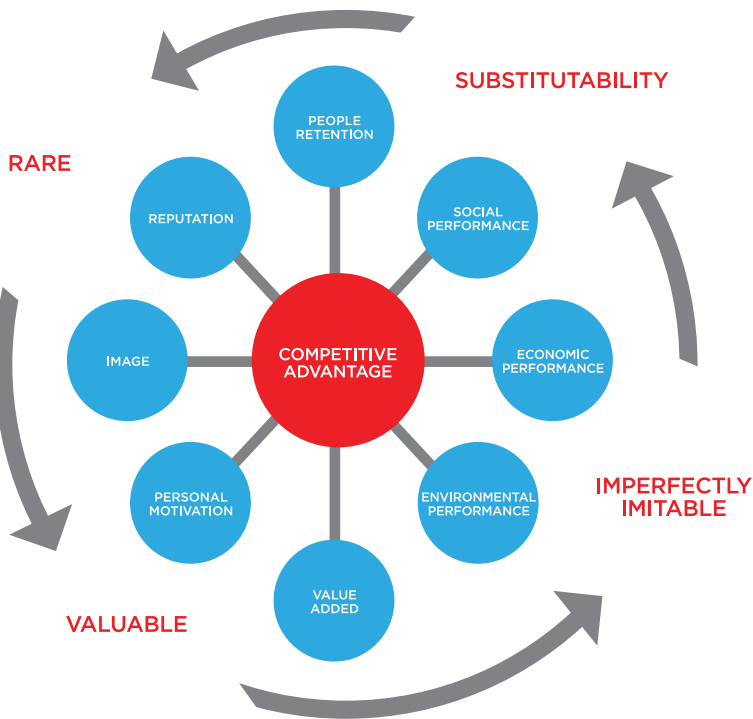 SUBSTITUTABILITY
PEOPLE
RETENTION
RARE
REPUTATION
SOCIAL
PERFORMANCE
IMAGE
COMPETITIVE
ADVANTAGE
ECONOMIC
PERFORMANCE
PERSONAL
MOTIVATION
ENVIRONMENTAL
PERFORMANCE
IMPERFECTLY
IMITABLE
VALUE
ADDED
VALUABLE